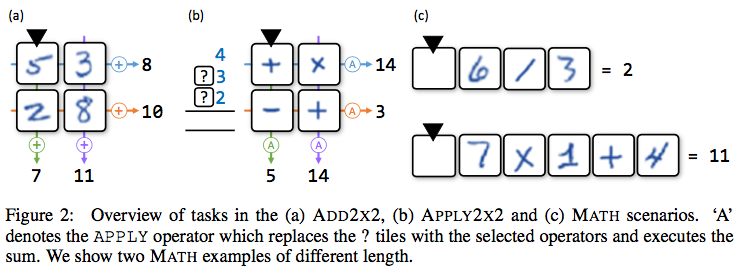 (a) (b) (c)
5 3 + 8
2 8 + 10
+ +
7 11
4
? 3
? 2
+ × A 14
− + A 3
A A
5 14
6 / 3 = 2
7 × 1 + 4 = 11
Figure 2: Overview of tasks in the (a) ADD2X2, (b) APPLY2X2 and (c) MATH scenarios. ‘A’
denotes the APPLY operator which replaces the ? tiles with the selected operators and executes the
sum. We show two MATH examples of different length.